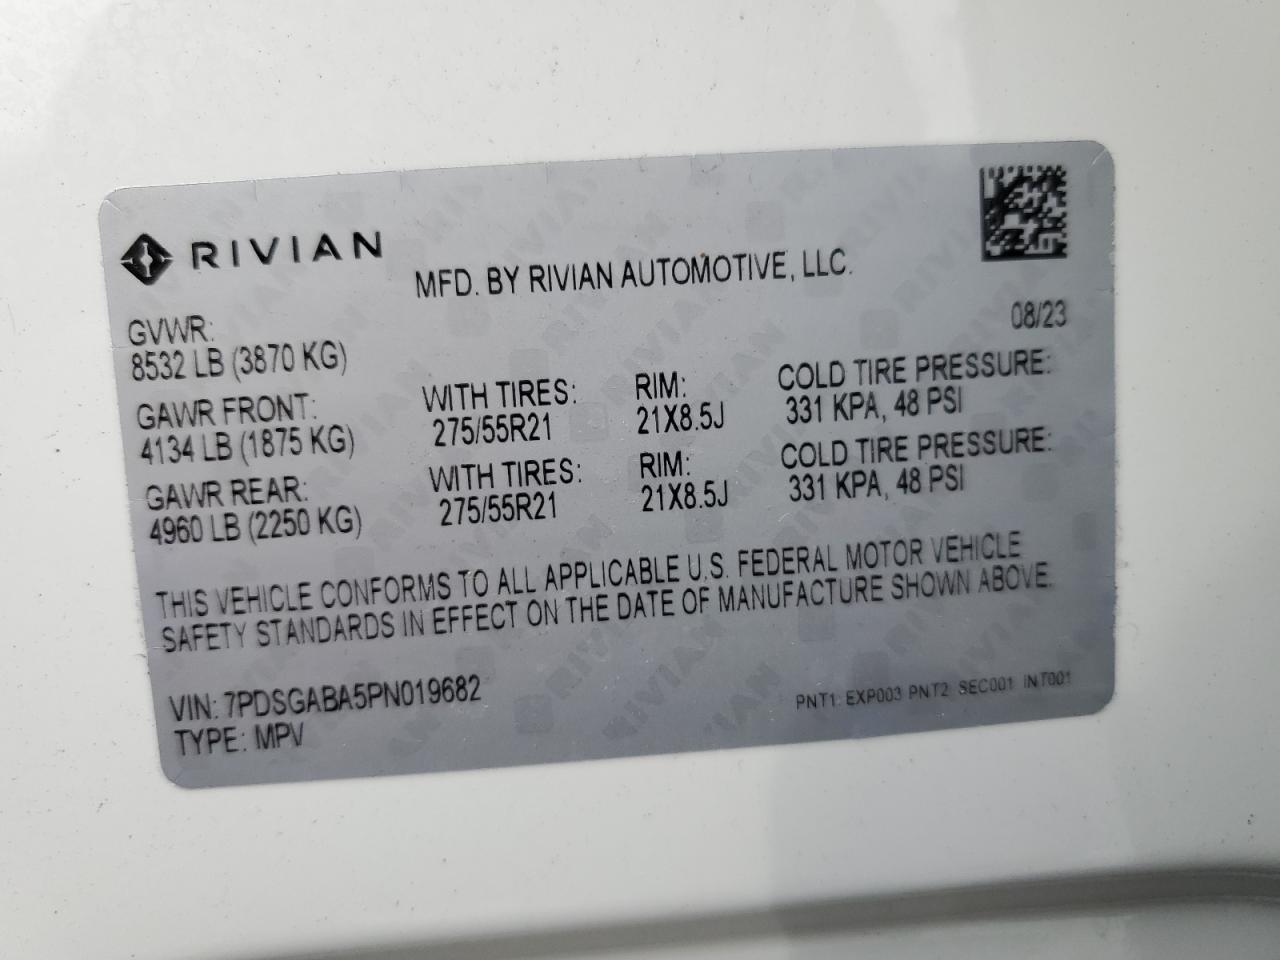 RIVIAN
MFD. BY RIVIAN AUTOMOTIVE, LLC.
08/23
GVWR:
8532 LB (3870 KG)
GAWR FRONT: WITH TIRES: RIM: COLD TIRE PRESSURE:
4134 LB (1875 KG) 275/55R21 21X8.5J 331 KPA, 48 PSI
GAWR REAR: WITH TIRES: RIM: COLD TIRE PRESSURE:
4960 LB (2250 KG) 275/55R21 21X8.5J 331 KPA, 48 PSI
THIS VEHICLE CONFORMS TO ALL APPLICABLE U.S. FEDERAL MOTOR VEHICLE
SAFETY STANDARDS IN EFFECT ON THE DATE OF MANUFACTURE SHOWN ABOVE.
VIN: 7PDSGABA5PN019682
TYPE: MPV
PNT1: EXP003 PNT2: SEC001 INT001